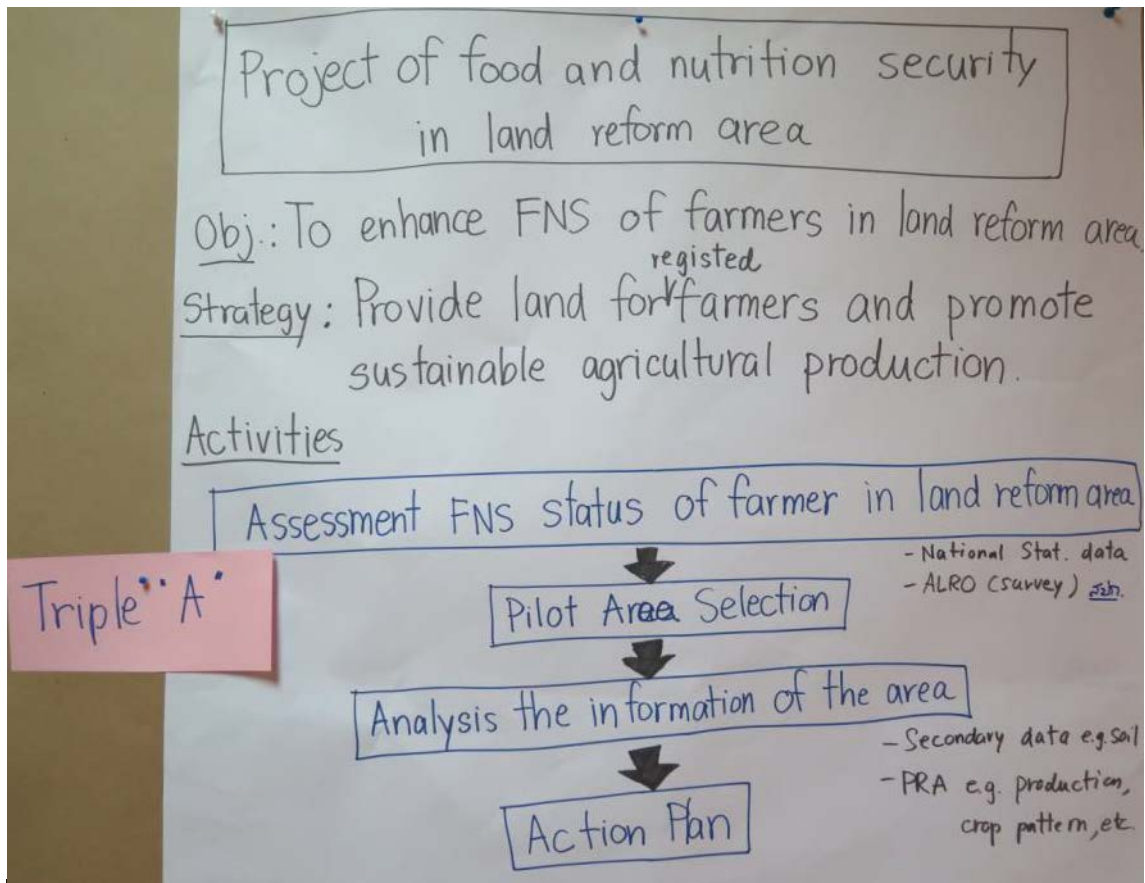 Project of food and nutrition security
in land reform area
Obj.: To enhance FNS of farmers in land reform area.
registed
Strategy: Provide land for farmers and promote
sustainable agricultural production.
Activities
Assessment FNS status of farmer in land reform area
- National Stat. data
- ALRO (survey) สปก.
Triple "A"
Pilot Area Selection
Analysis the information of the area
- Secondary data e.g. soil
- PRA e.g. production,
crop pattern, etc.
Action Plan